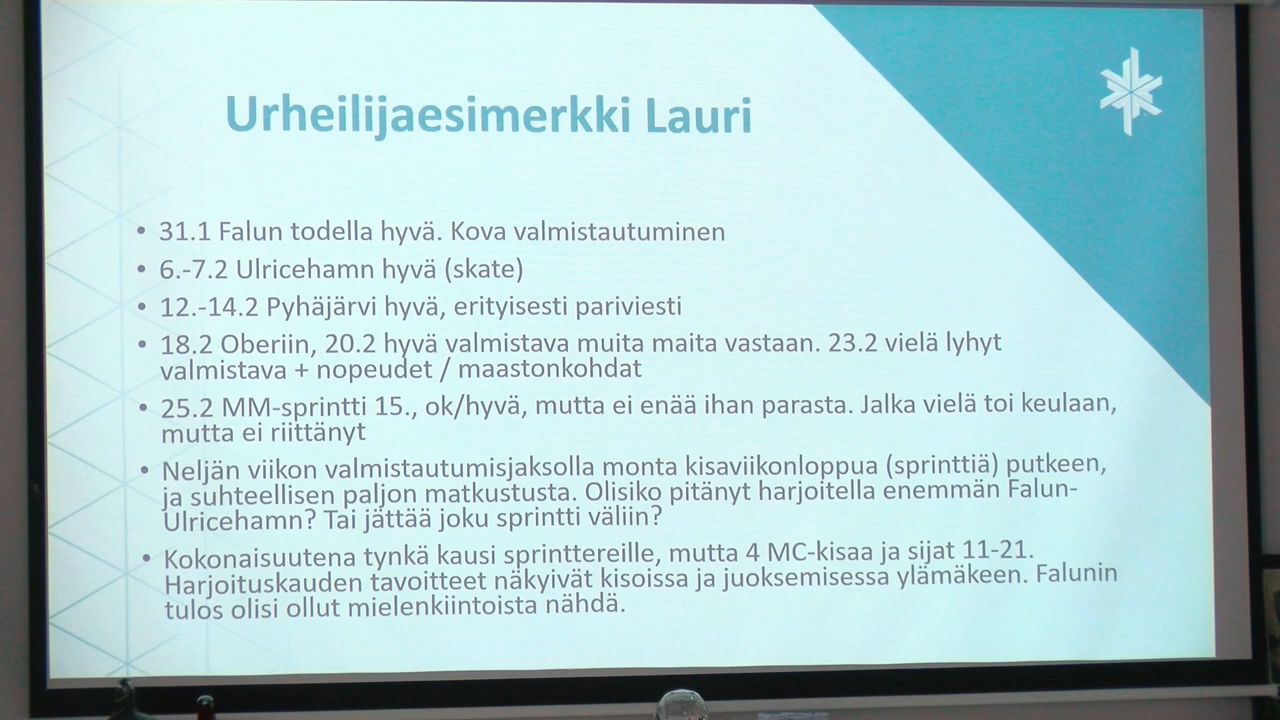 Urheilijaesimerkki Lauri
• 31.1 Falun todella hyvä. Kova valmistautuminen
• 6.-7.2 Ulricehamn hyvä (skate)
• 12.-14.2 Pyhäjärvi hyvä, erityisesti pariviesti
• 18.2 Oberiin, 20.2 hyvä valmistava muita maita vastaan. 23.2 vielä lyhyt
valmistava + nopeudet / maastonkohdat
• 25.2 MM-sprintti 15., ok/hyvä, mutta ei enää ihan parasta. Jalka vielä toi keulaan,
mutta ei riittänyt
• Neljän viikon valmistautumisjaksolla monta kisaviikonloppua (sprinttiä) putkeen,
ja suhteellisen paljon matkustusta. Olisiko pitänyt harjoitella enemmän Falun-
Ulricehamn? Tai jättää joku sprintti väliin?
• Kokonaisuutena tynkä kausi sprinttereille, mutta 4 MC-kisaa ja sijat 11-21.
Harjoituskauden tavoitteet näkyivät kisoissa ja juoksemisessa ylämäkeen. Falunin
tulos olisi ollut mielenkiintoista nähdä.